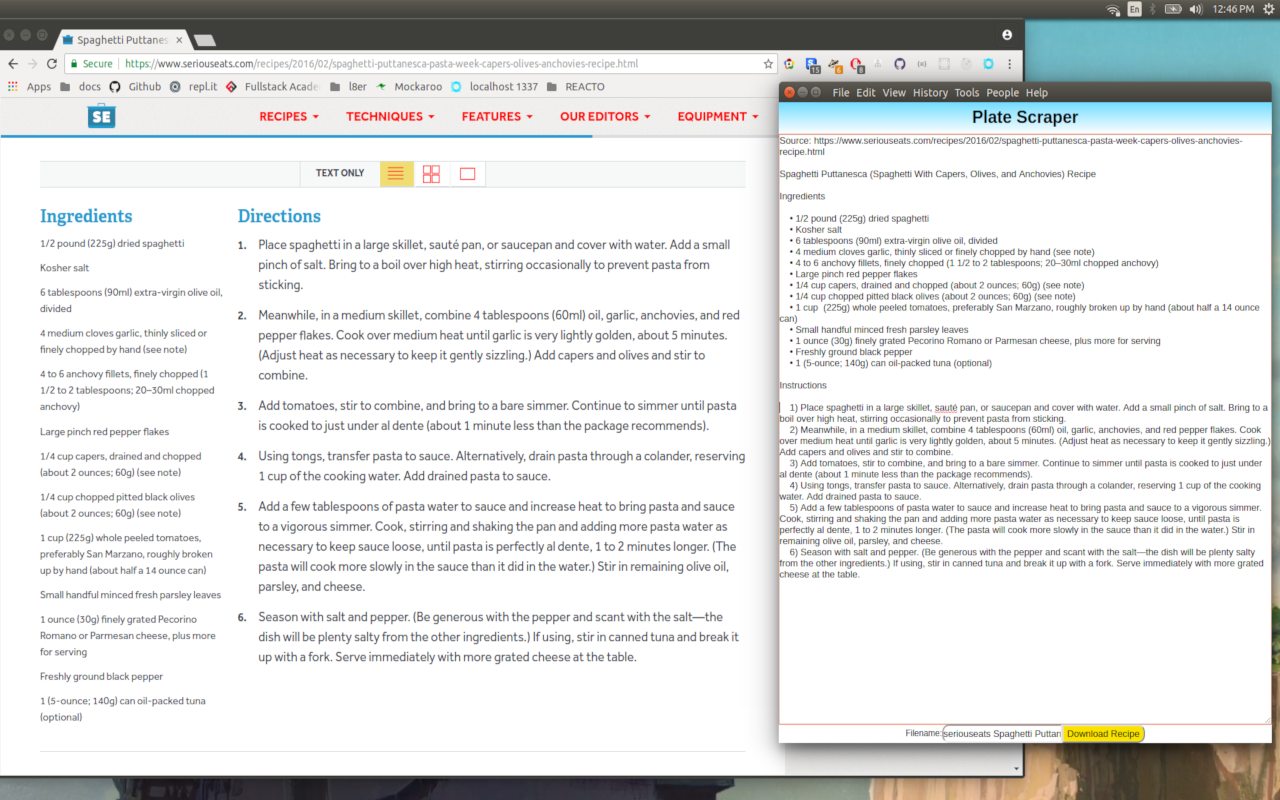 En
12:46 PM
Spaghetti Puttanes
Secure
https://www.seriouseats.com/recipes/2016/02/spaghetti-puttanesca-pasta-week-capers-olives-anchovies-recipe.html
15
6
8
Apps
docs
Github
repl.it
Fullstack Acade
l8er
Mockaroo
localhost 1337
REACTO
SE
RECIPES
TECHNIQUES
FEATURES
OUR EDITORS
EQUIPMENT
TEXT ONLY
Ingredients
1/2 pound (225g) dried spaghetti
Kosher salt
6 tablespoons (90ml) extra-virgin olive oil,
divided
4 medium cloves garlic, thinly sliced or
finely chopped by hand (see note)
4 to 6 anchovy fillets, finely chopped (1
1/2 to 2 tablespoons; 20–30ml chopped
anchovy)
Large pinch red pepper flakes
1/4 cup capers, drained and chopped
(about 2 ounces; 60g) (see note)
1/4 cup chopped pitted black olives
(about 2 ounces; 60g) (see note)
1 cup (225g) whole peeled tomatoes,
preferably San Marzano, roughly broken
up by hand (about half a 14 ounce can)
Small handful minced fresh parsley leaves
1 ounce (30g) finely grated Pecorino
Romano or Parmesan cheese, plus more
for serving
Freshly ground black pepper
1 (5-ounce; 140g) can oil-packed tuna
(optional)
Directions
1. Place spaghetti in a large skillet, sauté pan, or saucepan and cover with water. Add a small
pinch of salt. Bring to a boil over high heat, stirring occasionally to prevent pasta from
sticking.
2. Meanwhile, in a medium skillet, combine 4 tablespoons (60ml) oil, garlic, anchovies, and red
pepper flakes. Cook over medium heat until garlic is very lightly golden, about 5 minutes.
(Adjust heat as necessary to keep it gently sizzling.) Add capers and olives and stir to
combine.
3. Add tomatoes, stir to combine, and bring to a bare simmer. Continue to simmer until pasta
is cooked to just under al dente (about 1 minute less than the package recommends).
4. Using tongs, transfer pasta to sauce. Alternatively, drain pasta through a colander, reserving
1 cup of the cooking water. Add drained pasta to sauce.
5. Add a few tablespoons of pasta water to sauce and increase heat to bring pasta and sauce
to a vigorous simmer. Cook, stirring and shaking the pan and adding more pasta water as
necessary to keep sauce loose, until pasta is perfectly al dente, 1 to 2 minutes longer. (The
pasta will cook more slowly in the sauce than it did in the water.) Stir in remaining olive oil,
parsley, and cheese.
6. Season with salt and pepper. (Be generous with the pepper and scant with the salt—the
dish will be plenty salty from the other ingredients.) If using, stir in canned tuna and break it
up with a fork. Serve immediately with more grated cheese at the table.
File Edit View History Tools People Help
Plate Scraper
Source: https://www.seriouseats.com/recipes/2016/02/spaghetti-puttanesca-pasta-week-capers-olives-anchovies-
recipe.html
Spaghetti Puttanesca (Spaghetti With Capers, Olives, and Anchovies) Recipe
Ingredients
• 1/2 pound (225g) dried spaghetti
• Kosher salt
• 6 tablespoons (90ml) extra-virgin olive oil, divided
• 4 medium cloves garlic, thinly sliced or finely chopped by hand (see note)
• 4 to 6 anchovy fillets, finely chopped (1 1/2 to 2 tablespoons; 20–30ml chopped anchovy)
• Large pinch red pepper flakes
• 1/4 cup capers, drained and chopped (about 2 ounces; 60g) (see note)
• 1/4 cup chopped pitted black olives (about 2 ounces; 60g) (see note)
• 1 cup  (225g) whole peeled tomatoes, preferably San Marzano, roughly broken up by hand (about half a 14 ounce
can)
• Small handful minced fresh parsley leaves
• 1 ounce (30g) finely grated Pecorino Romano or Parmesan cheese, plus more for serving
• Freshly ground black pepper
• 1 (5-ounce; 140g) can oil-packed tuna (optional)
Instructions
1) Place spaghetti in a large skillet, sauté pan, or saucepan and cover with water. Add a small pinch of salt. Bring to a
boil over high heat, stirring occasionally to prevent pasta from sticking.
2) Meanwhile, in a medium skillet, combine 4 tablespoons (60ml) oil, garlic, anchovies, and red pepper flakes. Cook
over medium heat until garlic is very lightly golden, about 5 minutes. (Adjust heat as necessary to keep it gently sizzling.)
Add capers and olives and stir to combine.
3) Add tomatoes, stir to combine, and bring to a bare simmer. Continue to simmer until pasta is cooked to just under
al dente (about 1 minute less than the package recommends).
4) Using tongs, transfer pasta to sauce. Alternatively, drain pasta through a colander, reserving 1 cup of the cooking
water. Add drained pasta to sauce.
5) Add a few tablespoons of pasta water to sauce and increase heat to bring pasta and sauce to a vigorous simmer.
Cook, stirring and shaking the pan and adding more pasta water as necessary to keep sauce loose, until pasta is
perfectly al dente, 1 to 2 minutes longer. (The pasta will cook more slowly in the sauce than it did in the water.) Stir in
remaining olive oil, parsley, and cheese.
6) Season with salt and pepper. (Be generous with the pepper and scant with the salt—the dish will be plenty salty
from the other ingredients.) If using, stir in canned tuna and break it up with a fork. Serve immediately with more grated
cheese at the table.
Filename:
seriouseats Spaghetti Puttan
Download Recipe